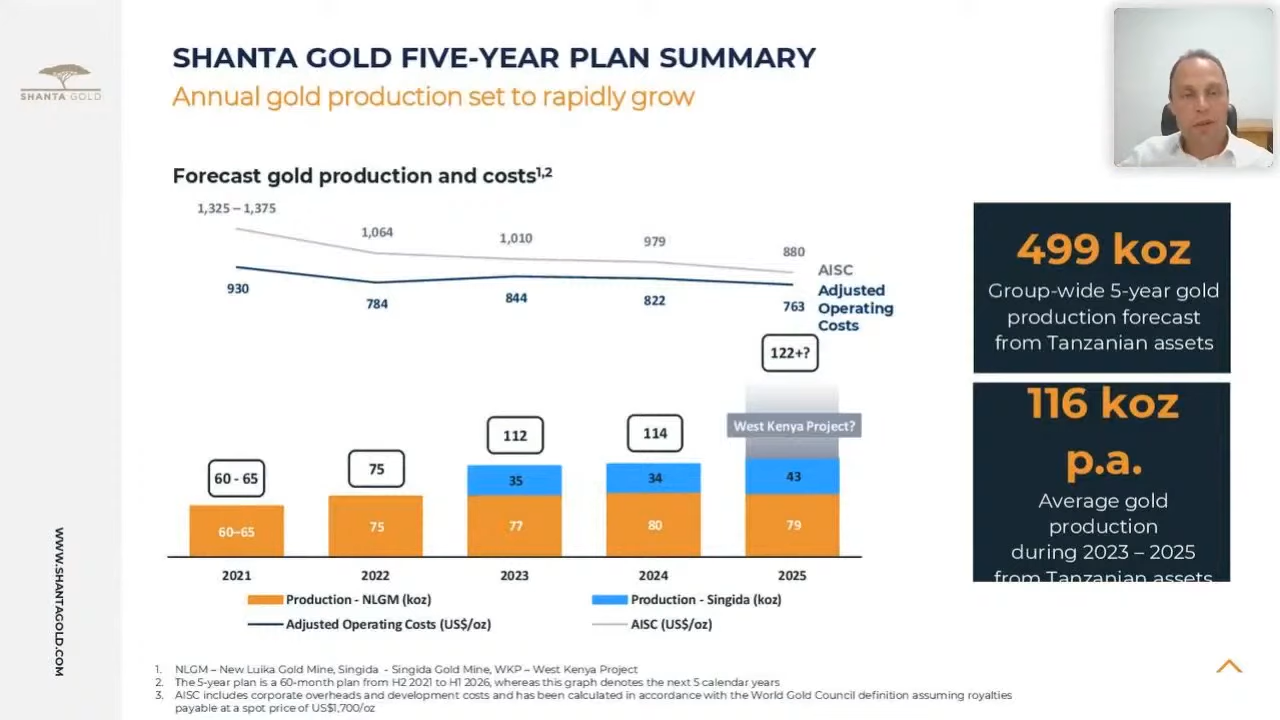 SHANTA GOLD FIVE-YEAR PLAN SUMMARY
Annual gold production set to rapidly grow
SHANTA GOLD
WWW.SHANTAGOLD.COM
Forecast gold production and costs1,2
1,325 – 1,375
1,064
1,010
979
880
AISC
930
784
844
822
763
Adjusted
Operating
Costs
122+?
West Kenya Project?
60 - 65
75
112
114
35
34
43
60–65
75
77
80
79
2021
2022
2023
2024
2025
Production - NLGM (koz)
Production - Singida (koz)
Adjusted Operating Costs (US$/oz)
AISC (US$/oz)
499 koz
Group-wide 5-year gold
production forecast
from Tanzanian assets
116 koz
p.a.
Average gold
production
during 2023 – 2025
from Tanzanian assets
1. NLGM – New Luika Gold Mine, Singida - Singida Gold Mine, WKP – West Kenya Project
2. The 5-year plan is a 60-month plan from H2 2021 to H1 2026, whereas this graph denotes the next 5 calendar years
3. AISC includes corporate overheads and development costs and has been calculated in accordance with the World Gold Council definition assuming royalties
payable at a spot price of US$1,700/oz